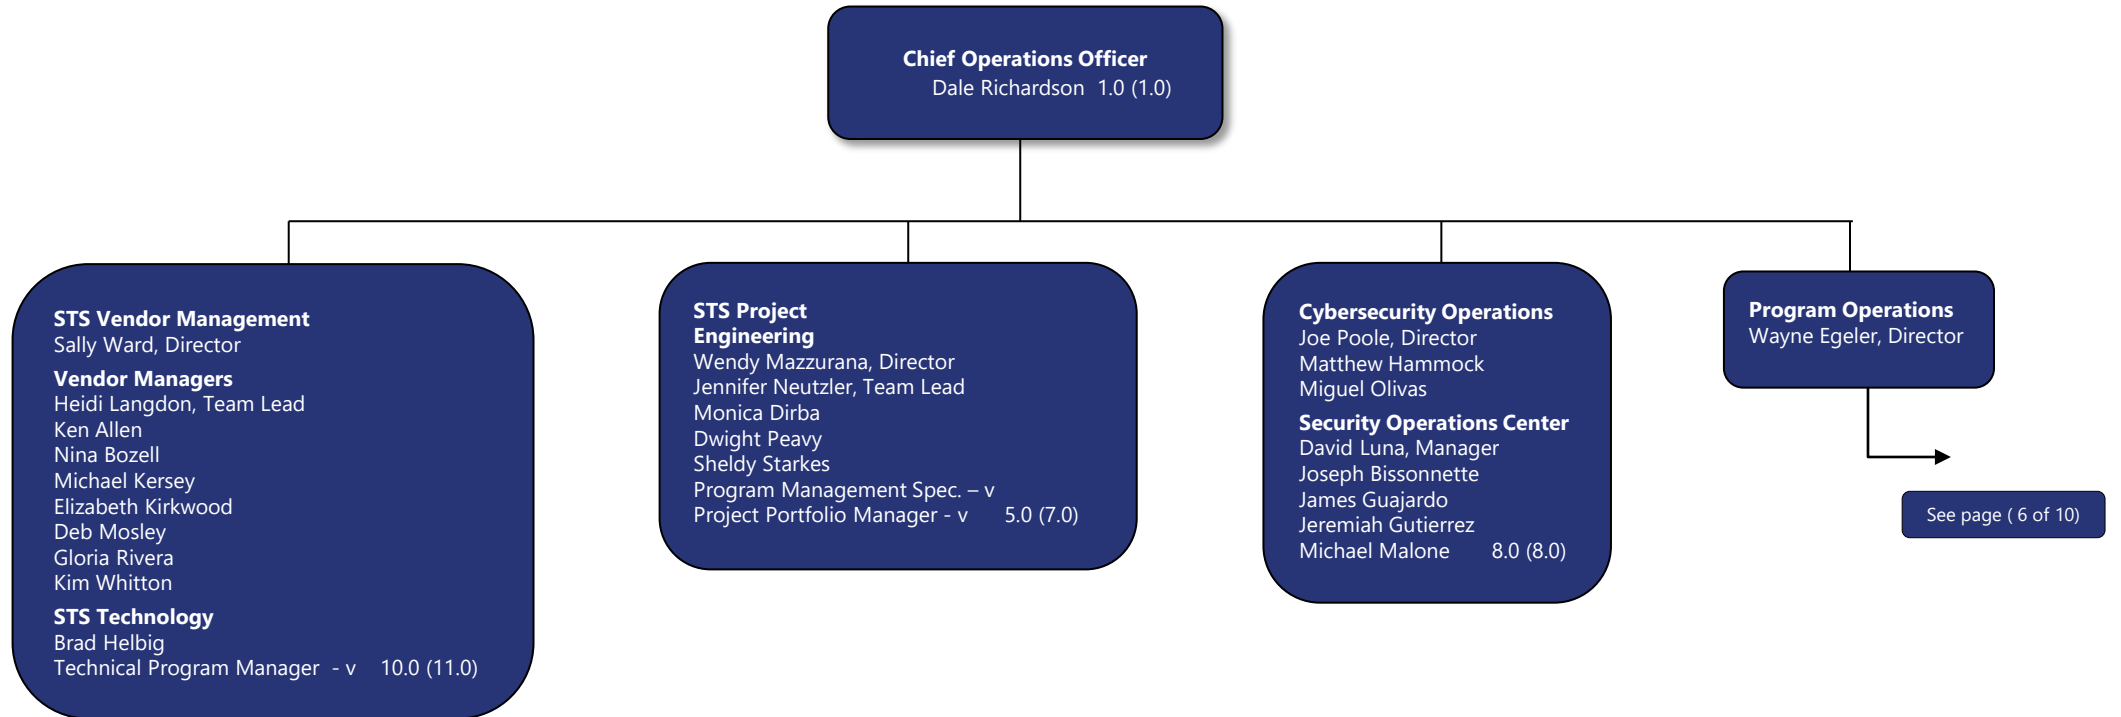 Chief Operations Officer
Dale Richardson 1.0 (1.0)
STS Vendor Management
Sally Ward, Director
Vendor Managers
Heidi Langdon, Team Lead
Ken Allen
Nina Bozell
Michael Kersey
Elizabeth Kirkwood
Deb Mosley
Gloria Rivera
Kim Whitton
STS Technology
Brad Helbig
Technical Program Manager - v 10.0 (11.0)
STS Project
Engineering
Wendy Mazzurana, Director
Jennifer Neutzler, Team Lead
Monica Dirba
Dwight Peavy
Sheldy Starkes
Program Management Spec. – v
Project Portfolio Manager - v 5.0 (7.0)
Cybersecurity Operations
Joe Poole, Director
Matthew Hammock
Miguel Olivas
Security Operations Center
David Luna, Manager
Joseph Bissonnette
James Guajardo
Jeremiah Gutierrez
Michael Malone 8.0 (8.0)
Program Operations
Wayne Egeler, Director
See page ( 6 of 10)